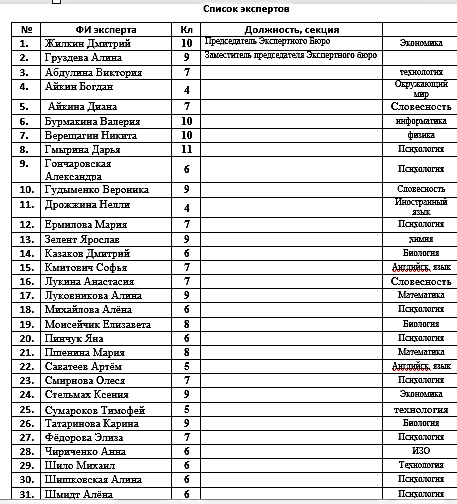 Список экспертов
№ ФИ эксперта Кл Должность, секция
1. Жилкин Дмитрий 10 Председатель Экспертного Бюро Экономика
2. Груздева Алина 9 Заместитель председателя Экспертного бюро
3. Абдулина Виктория 7 технология
4. Айкин Богдан 4 Окружающий
мир
5. Айкина Диана 7 Словесность
6. Бурмакина Валерия 10 информатика
7. Верещагин Никита 10 физика
8. Гмырина Дарья 11 Психология
9. Гончаровская
Александра 6 Психология
10. Гудыменко Вероника 9 Словесность
11. Дрожжина Нелли 4 Иностранный
язык
12. Ермилова Мария 7 Психология
13. Зелент Ярослав 9 химия
14. Казаков Дмитрий 6 Биология
15. Кмитович Софья 7 Английск. язык
16. Лукина Анастасия 7 Словесность
17. Луковникова Алина 9 Математика
18. Михайлова Алёна 6 Психология
19. Моисейчик Елизавета 8 Биология
20. Пинчук Яна 6 Психология
21. Пшенина Мария 8 Математика
22. Саватеев Артём 5 Английск. язык
23. Смирнова Олеся 7 Психология
24. Стельмах Ксения 9 Экономика
25. Сумароков Тимофей 5 технология
26. Татаринова Карина 9 Биология
27. Фёдорова Элиза 7 Психология
28. Чириченко Анна 6 ИЗО
29. Шило Михаил 6 Технология
30. Шишковская Алина 6 Психология
31. Шмидт Алёна 6 Психология